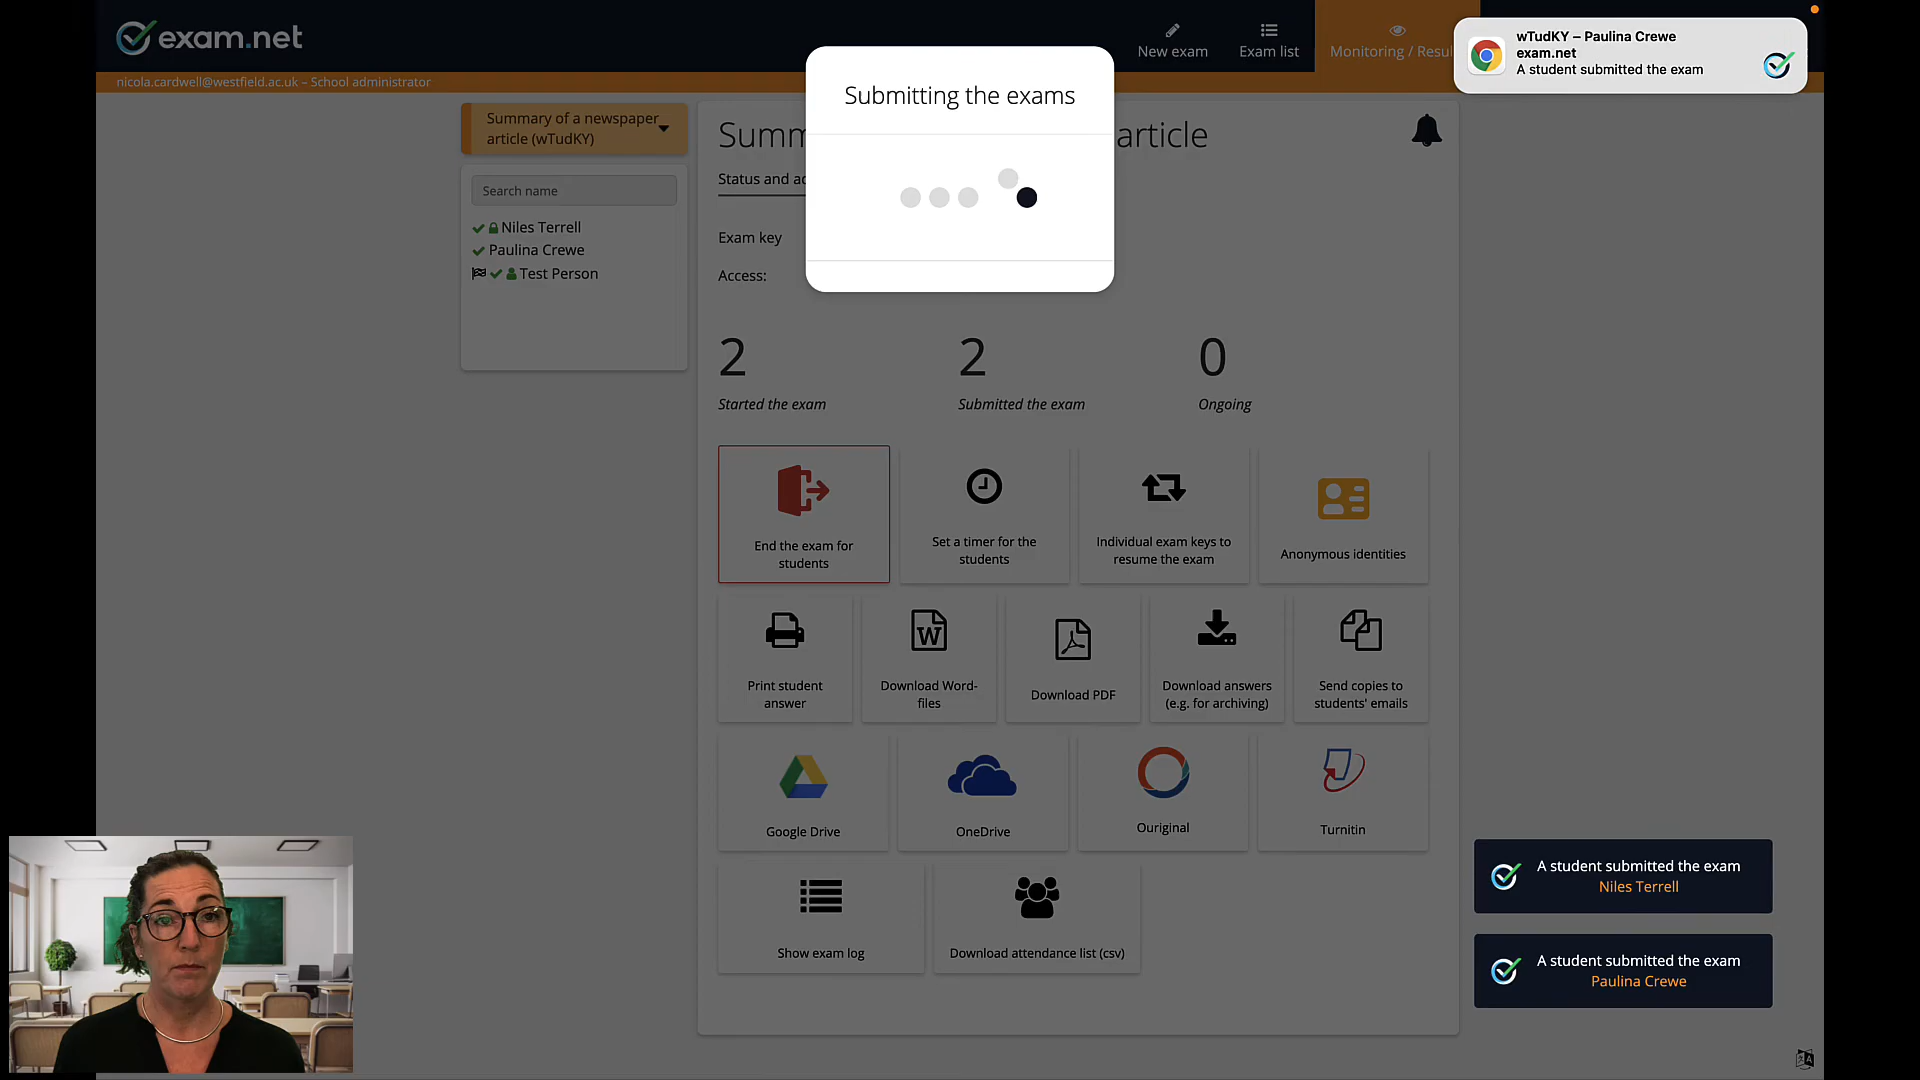 exam.net
New exam
Exam list
Monitoring / Resu
wTudKY – Paulina Crewe
exam.net
A student submitted the exam
nicola.cardwell@westfield.ac.uk – School administrator
Summary of a newspaper
article (wTudKY)
Search name
Niles Terrell
Paulina Crewe
Test Person
Submitting the exams
article
Status and
Exam key
Access:
2
Started the exam
2
Submitted the exam
0
Ongoing
End the exam for
students
Set a timer for the
students
Individual exam keys to
resume the exam
Anonymous identities
Print student
answer
Download Word-
files
Download PDF
Download answers
(e.g. for archiving)
Send copies to
students' emails
Google Drive
OneDrive
Ouriginal
Turnitin
Show exam log
Download attendance list (csv)
A student submitted the exam
Niles Terrell
A student submitted the exam
Paulina Crewe